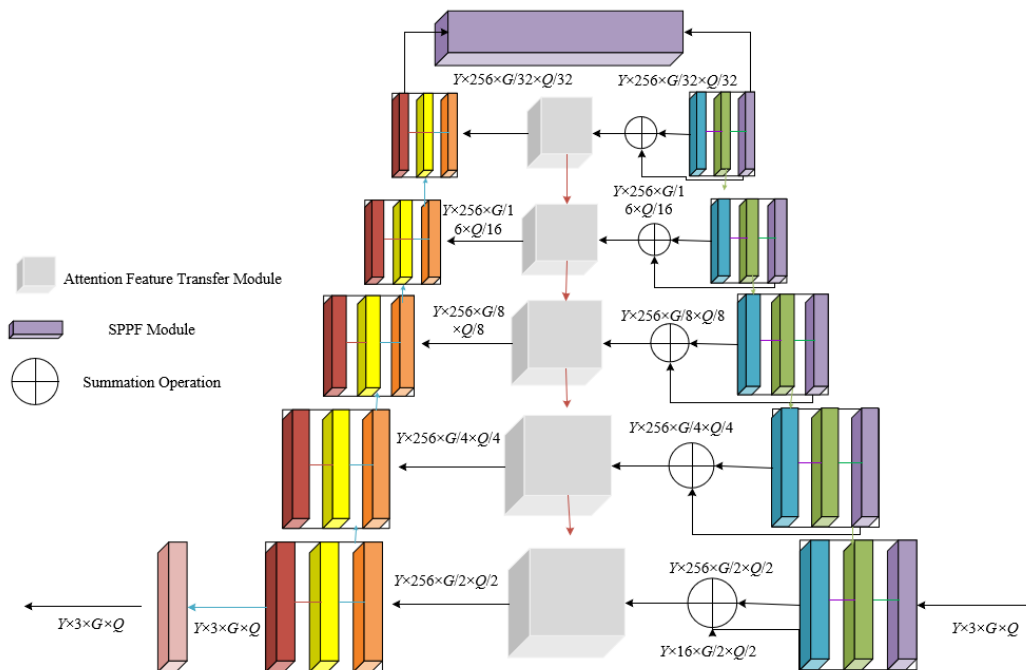 Y×256×G/32×Q/32
Y×256×G/32×Q/32
Y×256×G/1
6×Q/16
Y×256×G/1
6×Q/16
Attention Feature Transfer Module
Y×256×G/8
×Q/8
Y×256×G/8×Q/8
SPPF Module
Summation Operation
Y×256×G/4×Q/4
Y×256×G/4×Q/4
Y×256×G/2×Q/2
Y×256×G/2×Q/2
Y×3×G×Q
Y×3×G×Q
Y×16×G/2×Q/2
Y×3×G×Q